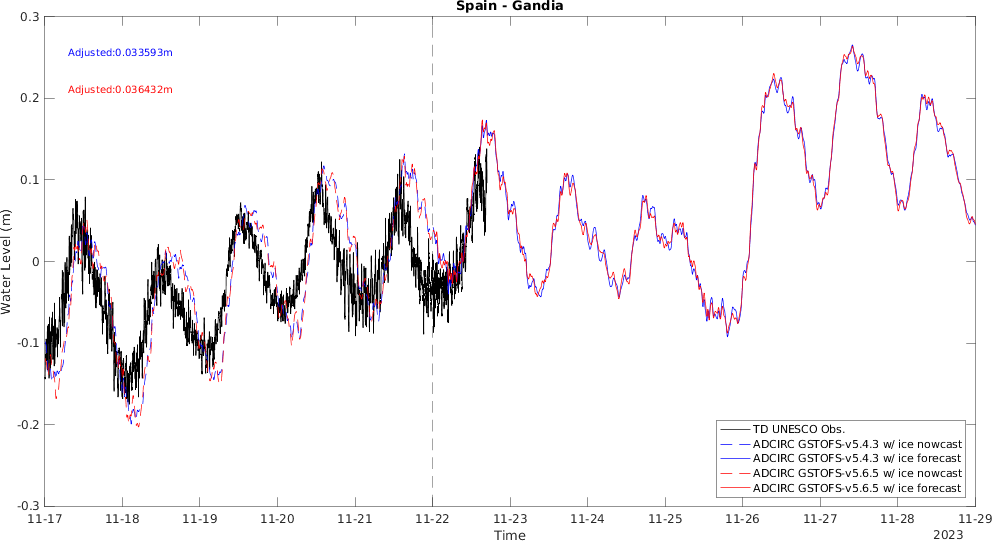 Spain - Gandia
0.3
0.2
0.1
0
-0.1
-0.2
-0.3
Water Level (m)
Adjusted:0.033593m
Adjusted:0.036432m
TD UNESCO Obs.
ADCIRC GSTOFS-v5.4.3 w/ ice nowcast
ADCIRC GSTOFS-v5.4.3 w/ ice forecast
ADCIRC GSTOFS-v5.6.5 w/ ice nowcast
ADCIRC GSTOFS-v5.6.5 w/ ice forecast
11-17 11-18 11-19 11-20 11-21 11-22 11-23 11-24 11-25 11-26 11-27 11-28 11-29
Time
2023